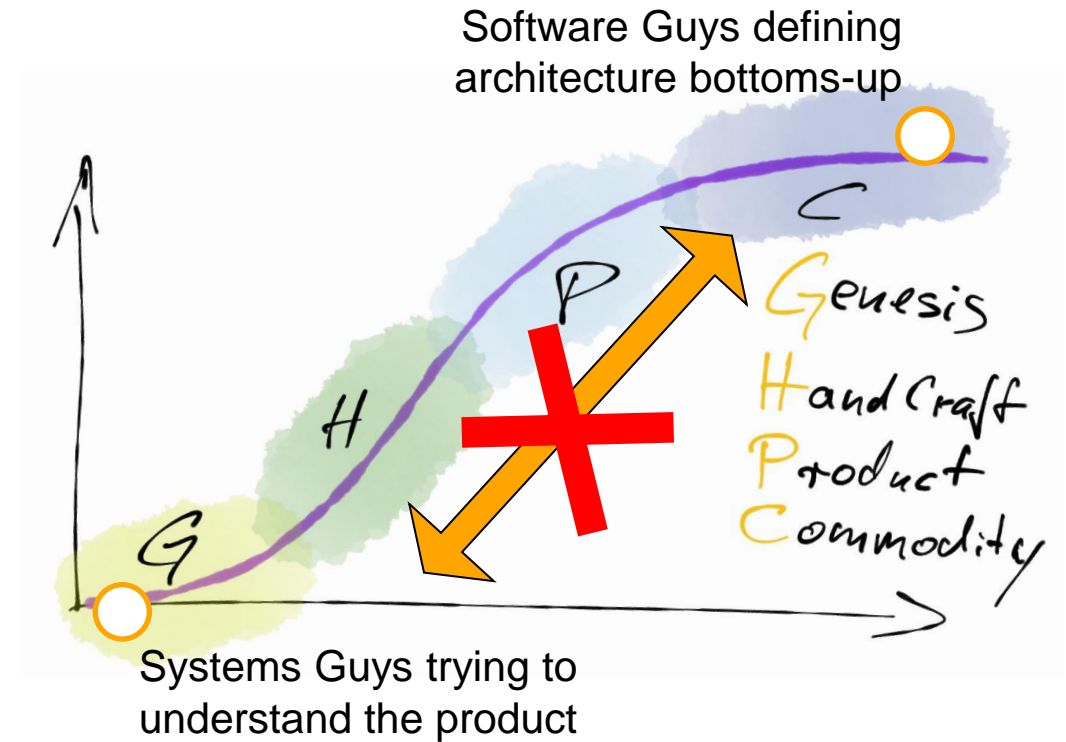 Software Guys defining
architecture bottoms-up
C
P
Genesis
H
HandCraft
Product
G
Commodity
Systems Guys trying to
understand the product